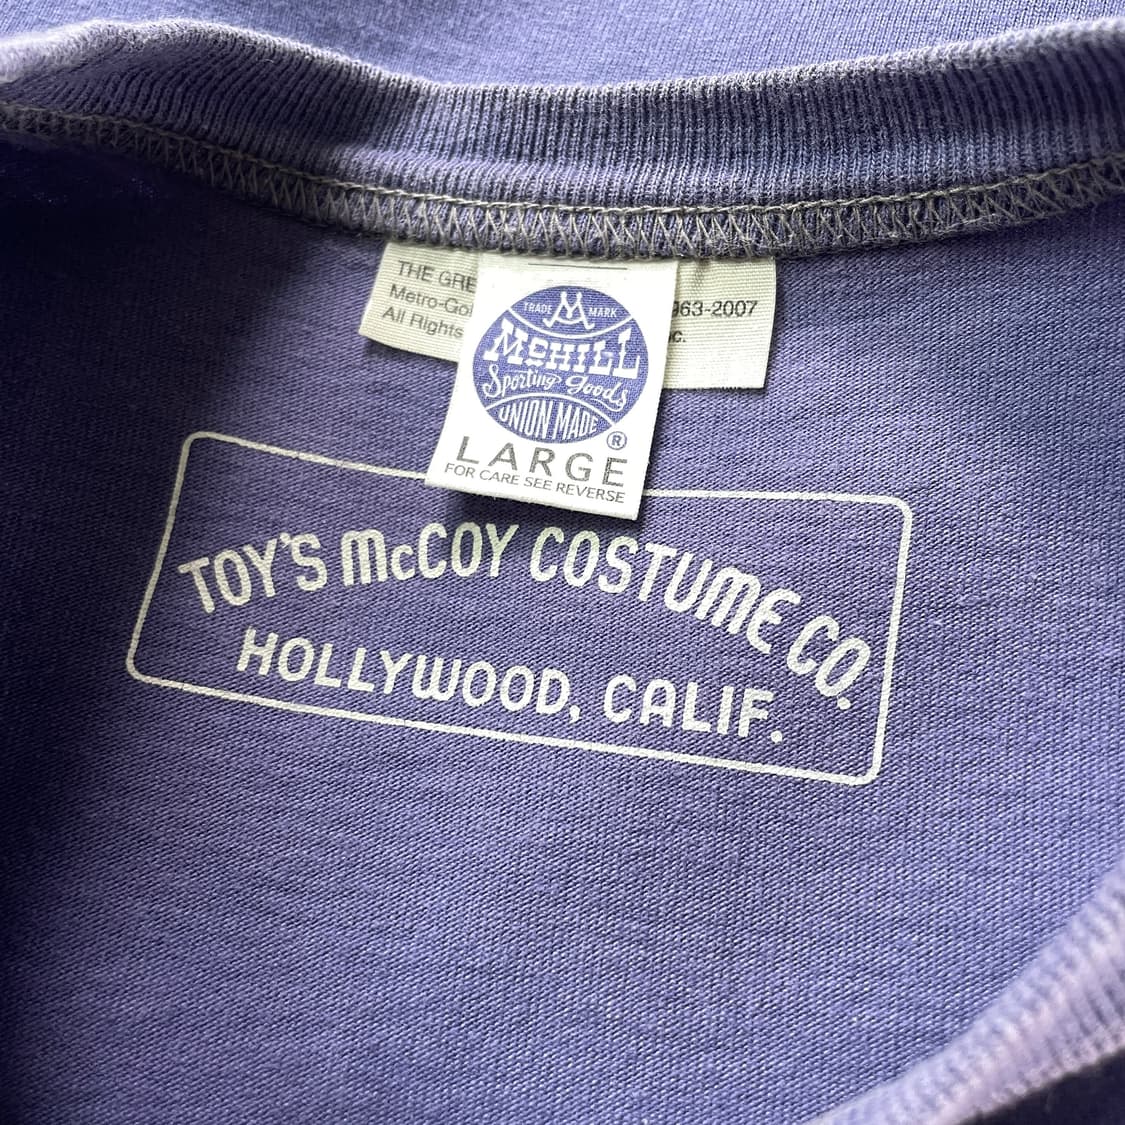 THE GRE
Metro-Gol
All Rights
963-2007
c.
TRADE MARK
McHILL
Sporting goods
UNION MADE
®
LARGE
FOR CARE SEE REVERSE
TOY'S McCOY COSTUME CO.
HOLLYWOOD, CALIF.